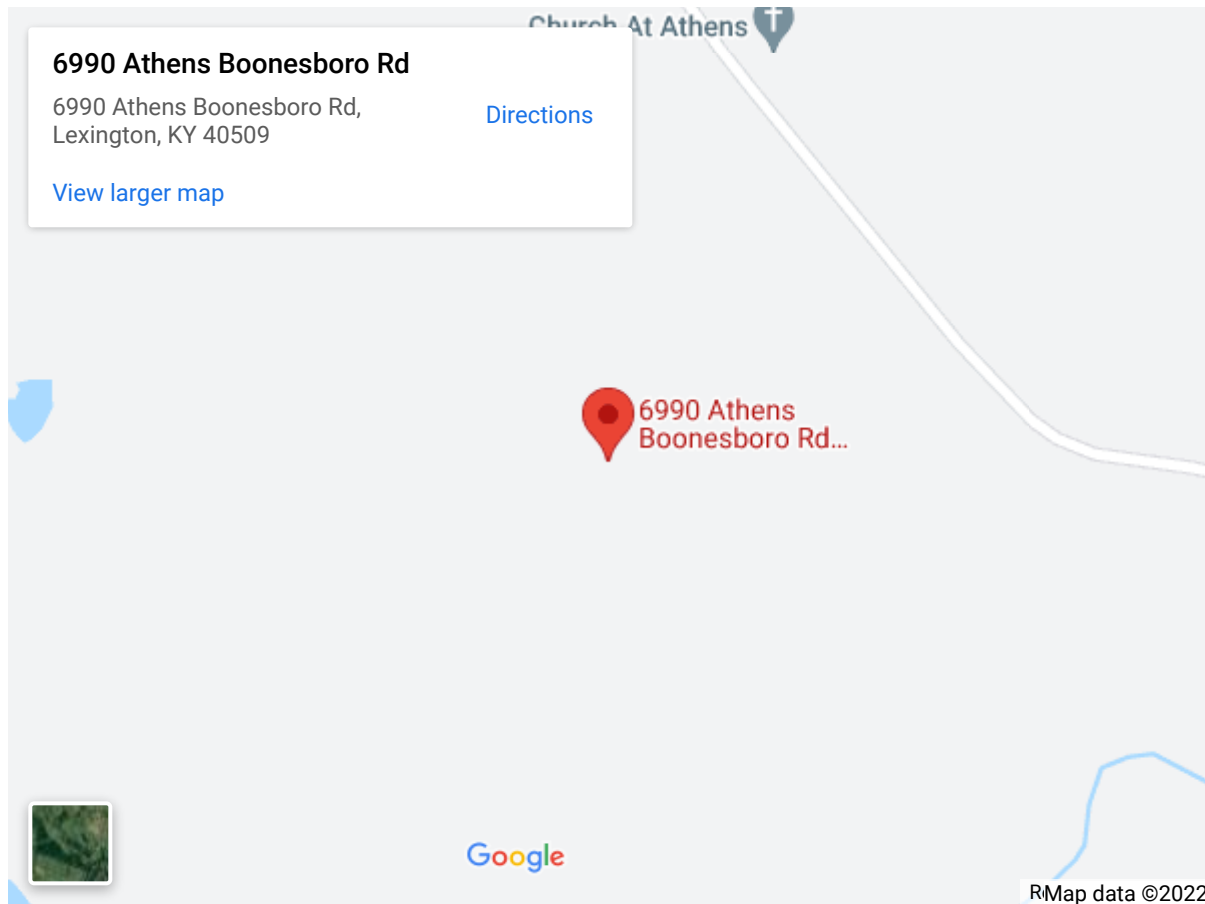 Church At Athens
6990 Athens Boonesboro Rd
6990 Athens Boonesboro Rd,
Lexington, KY 40509
Directions
View larger map
6990 Athens
Boonesboro Rd...
Google
Map data ©2022